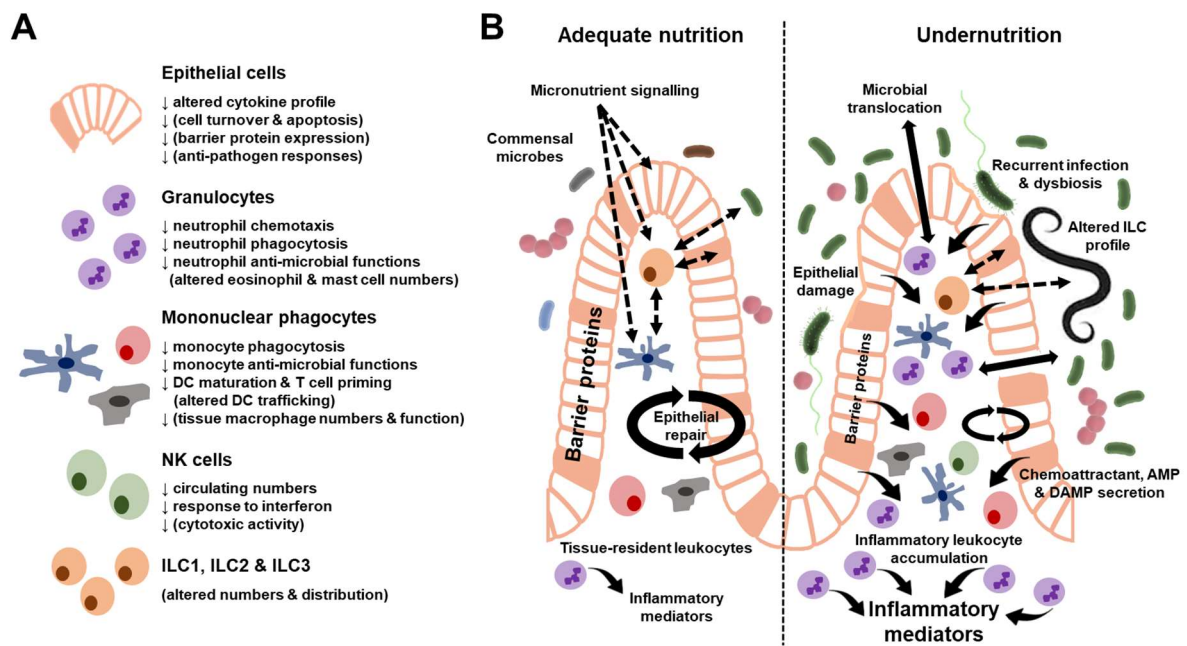 A
Epithelial cells
↓ altered cytokine profile
↓ (cell turnover & apoptosis)
↓ (barrier protein expression)
↓ (anti-pathogen responses)
Granulocytes
↓ neutrophil chemotaxis
↓ neutrophil phagocytosis
↓ neutrophil anti-microbial functions
(altered eosinophil & mast cell numbers)
Mononuclear phagocytes
↓ monocyte phagocytosis
↓ monocyte anti-microbial functions
↓ DC maturation & T cell priming
(altered DC trafficking)
↓ (tissue macrophage numbers & function)
NK cells
↓ circulating numbers
↓ response to interferon
↓ (cytotoxic activity)
ILC1, ILC2 & ILC3
(altered numbers & distribution)
B
Adequate nutrition
Micronutrient signalling
Commensal
microbes
Barrier proteins
Epithelial
repair
Tissue-resident leukocytes
Inflammatory
mediators
Undernutrition
Microbial
translocation
Recurrent infection
& dysbiosis
Altered ILC
profile
Epithelial
damage
Barrier proteins
Chemoattractant, AMP
& DAMP secretion
Inflammatory leukocyte
accumulation
Inflammatory
mediators